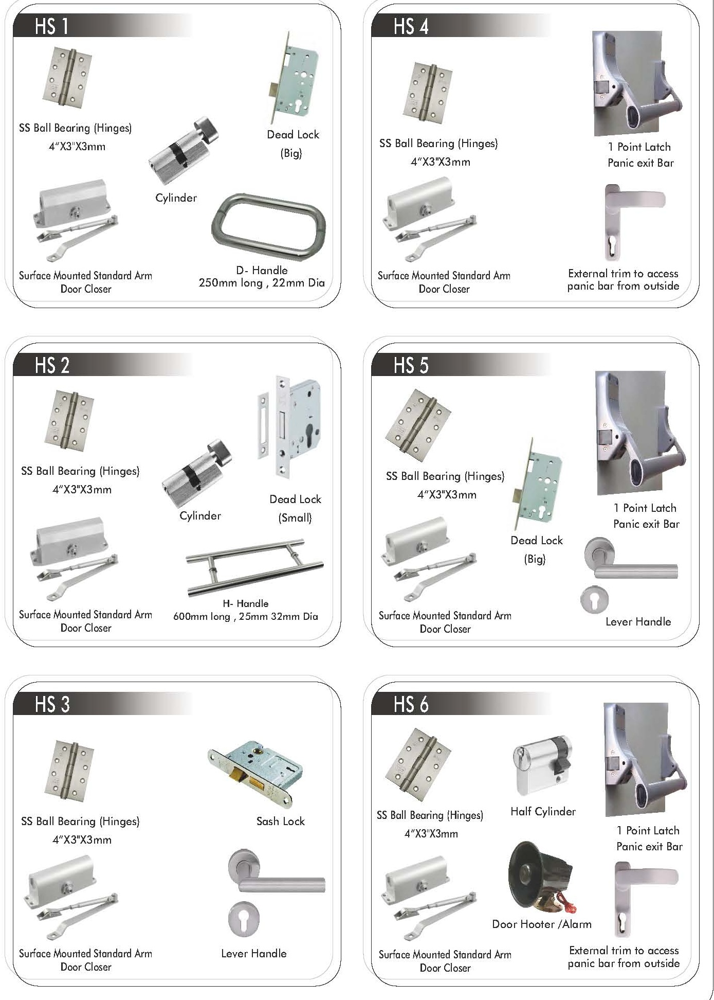 HS 1
SS Ball Bearing (Hinges)
4“X3"X3mm
Dead Lock
(Big)
Cylinder
Surface Mounted Standard Arm
Door Closer
D- Handle
250mm long , 22mm Dia
HS 4
SS Ball Bearing (Hinges)
4“X3"X3mm
1 Point Latch
Panic exit Bar
Surface Mounted Standard Arm
Door Closer
External trim to access
panic bar from outside
HS 2
SS Ball Bearing (Hinges)
4“X3"X3mm
Cylinder
Dead Lock
(Small)
Surface Mounted Standard Arm
Door Closer
H- Handle
600mm long , 25mm 32mm Dia
HS 5
SS Ball Bearing (Hinges)
4“X3"X3mm
1 Point Latch
Panic exit Bar
Dead Lock
(Big)
Surface Mounted Standard Arm
Door Closer
Lever Handle
HS 3
SS Ball Bearing (Hinges)
4“X3"X3mm
Sash Lock
Surface Mounted Standard Arm
Door Closer
Lever Handle
HS 6
SS Ball Bearing (Hinges)
4“X3"X3mm
Half Cylinder
1 Point Latch
Panic exit Bar
Door Hooter /Alarm
Surface Mounted Standard Arm
Door Closer
External trim to access
panic bar from outside